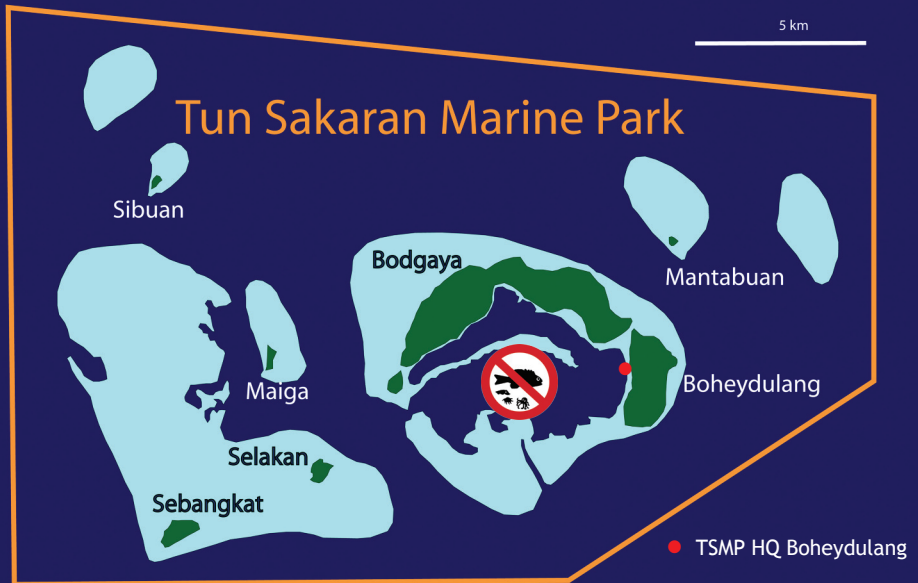 5 km
Tun Sakaran Marine Park
Sibuan
Bodgaya
Mantabuan
Maiga
Boheydulang
Selakan
Sebangkat
TSMP HQ Boheydulang